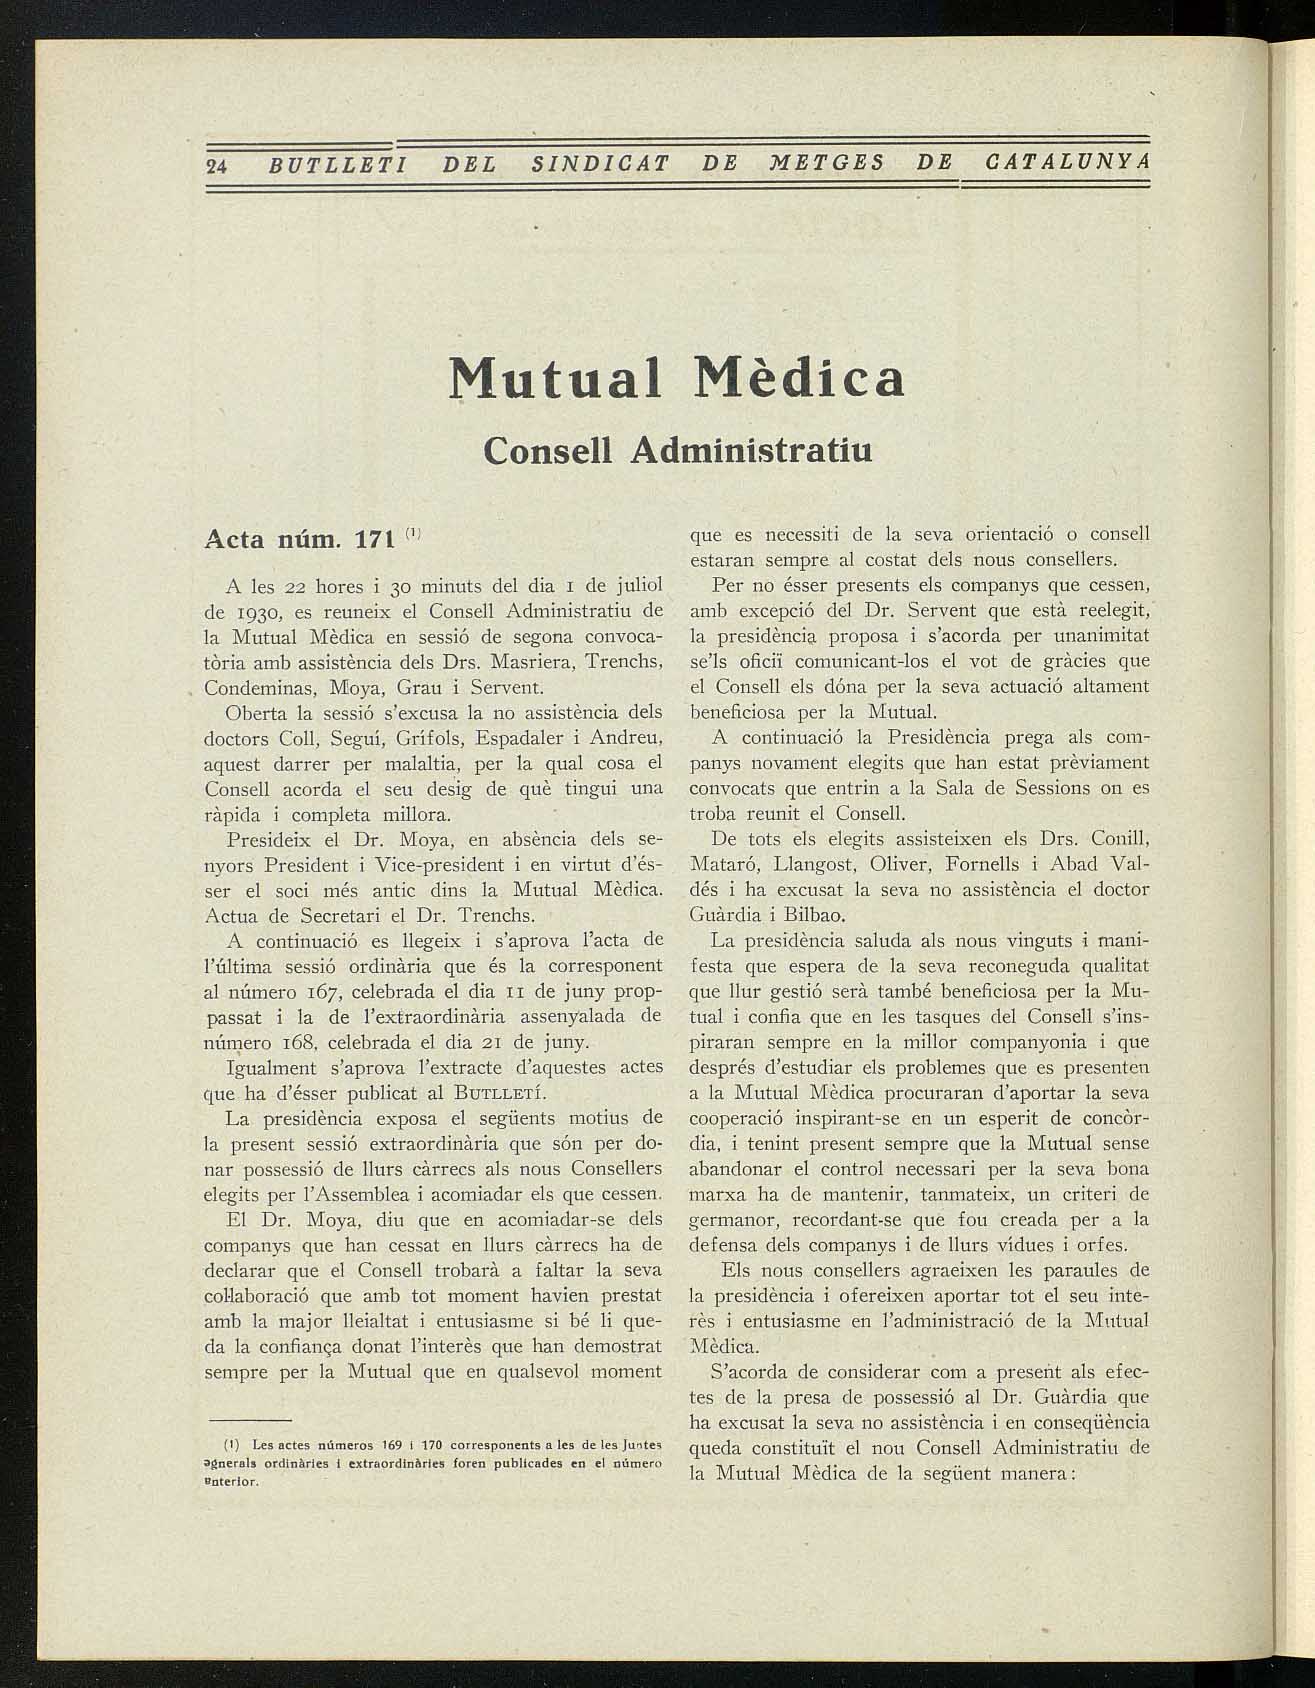 24 BUTLLETI DEL SINDICAT DE METGES DE CATALUNYA
Mutual Mèdica
Consell Administratiu
Acta núm. 171 (1)
A les 22 hores i 30 minuts del dia 1 de juliol
de 1930, es reuneix el Consell Administratiu de
la Mutual Mèdica en sessió de segona convoca-
tòria amb assistència dels Drs. Masriera, Trenchs,
Condeminas, Moya, Grau i Servent.
Oberta la sessió s'excusa la no assistència dels
doctors Coll, Seguí, Grífols, Espadaler i Andreu,
aquest darrer per malaltia, per la qual cosa el
Consell acorda el seu desig de què tingui una
ràpida i completa millora.
Presideix el Dr. Moya, en absència dels se-
nyors President i Vice-president i en virtut d'és-
ser el soci més antic dins la Mutual Mèdica.
Actua de Secretari el Dr. Trenchs.
A continuació es llegeix i s'aprova l'acta de
l'última sessió ordinària que és la corresponent
al número 167, celebrada el dia 11 de juny prop-
passat i la de l'extraordinària assenyalada de
número 168, celebrada el dia 21 de juny.
Igualment s'aprova l'extracte d'aquestes actes
que ha d'ésser publicat al BUTLLETÍ.
La presidència exposa el següents motius de
la present sessió extraordinària que són per do-
nar possessió de llurs càrrecs als nous Consellers
elegits per l'Assemblea i acomiadar els que cessen.
El Dr. Moya, diu que en acomiadar-se dels
companys que han cessat en llurs càrrecs ha de
declarar que el Consell trobarà a faltar la seva
col·laboració que amb tot moment havien prestat
amb la major lleialtat i entusiasme si bé li que-
da la confiança donat l'interès que han demostrat
sempre per la Mutual que en qualsevol moment
(1) Les actes números 169 i 170 corresponents a les de les Juntes
ɘgnerals ordinàries i extraordinàries foren publicades en el número
anterior.
que es necessiti de la seva orientació o consell
estaran sempre al costat dels nous consellers.
Per no ésser presents els companys que cessen,
amb excepció del Dr. Servent que està reelegit,
la presidència proposa i s'acorda per unanimitat
se'ls oficiï comunicant-los el vot de gràcies que
el Consell els dóna per la seva actuació altament
beneficiosa per la Mutual.
A continuació la Presidència prega als com-
panys novament elegits que han estat prèviament
convocats que entrin a la Sala de Sessions on es
troba reunit el Consell.
De tots els elegits assisteixen els Drs. Conill,
Mataró, Llangost, Oliver, Fornells i Abad Val-
dés i ha excusat la seva no assistència el doctor
Guàrdia i Bilbao.
La presidència saluda als nous vinguts i mani-
festa que espera de la seva reconeguda qualitat
que llur gestió serà també beneficiosa per la Mu-
tual i confia que en les tasques del Consell s'ins-
piraran sempre en la millor companyonia i que
després d'estudiar els problemes que es presenten
a la Mutual Mèdica procuraran d'aportar la seva
cooperació inspirant-se en un esperit de concòr-
dia, i tenint present sempre que la Mutual sense
abandonar el control necessari per la seva bona
marxa ha de mantenir, tanmateix, un criteri de
germanor, recordant-se que fou creada per a la
defensa dels companys i de llurs vídues i orfes.
Els nous consellers agraeixen les paraules de
la presidència i ofereixen aportar tot el seu inte-
rès i entusiasme en l'administració de la Mutual
Mèdica.
S'acorda de considerar com a present als efec-
tes de la presa de possessió al Dr. Guàrdia que
ha excusat la seva no assistència i en conseqüència
queda constituït el nou Consell Administratiu de
la Mutual Mèdica de la següent manera: